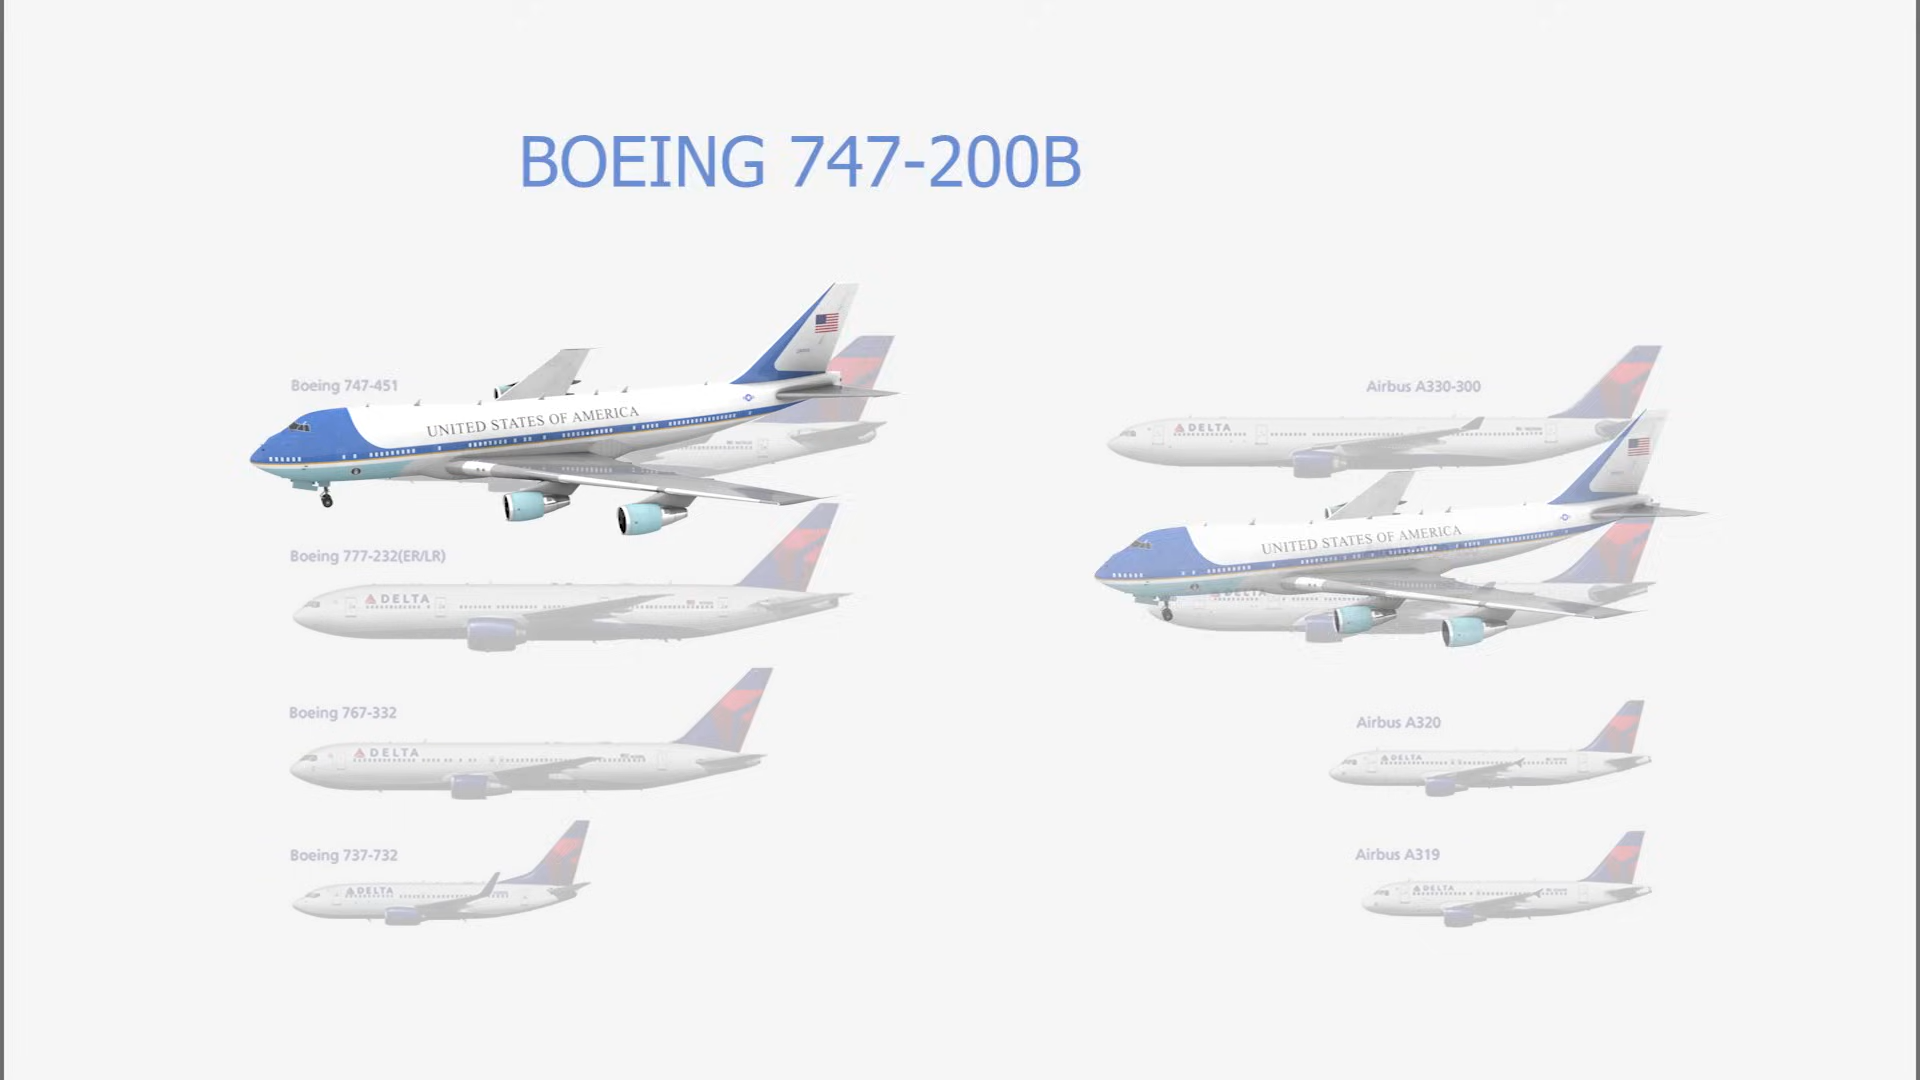 BOEING 747-200B
Boeing 747-451
UNITED STATES OF AMERICA
Boeing 777-232(ER/LR)
DELTA
Boeing 767-332
DELTA
Boeing 737-732
DELTA
Airbus A330-300
DELTA
UNITED STATES OF AMERICA
DELTA
Airbus A320
DELTA
Airbus A319
DELTA